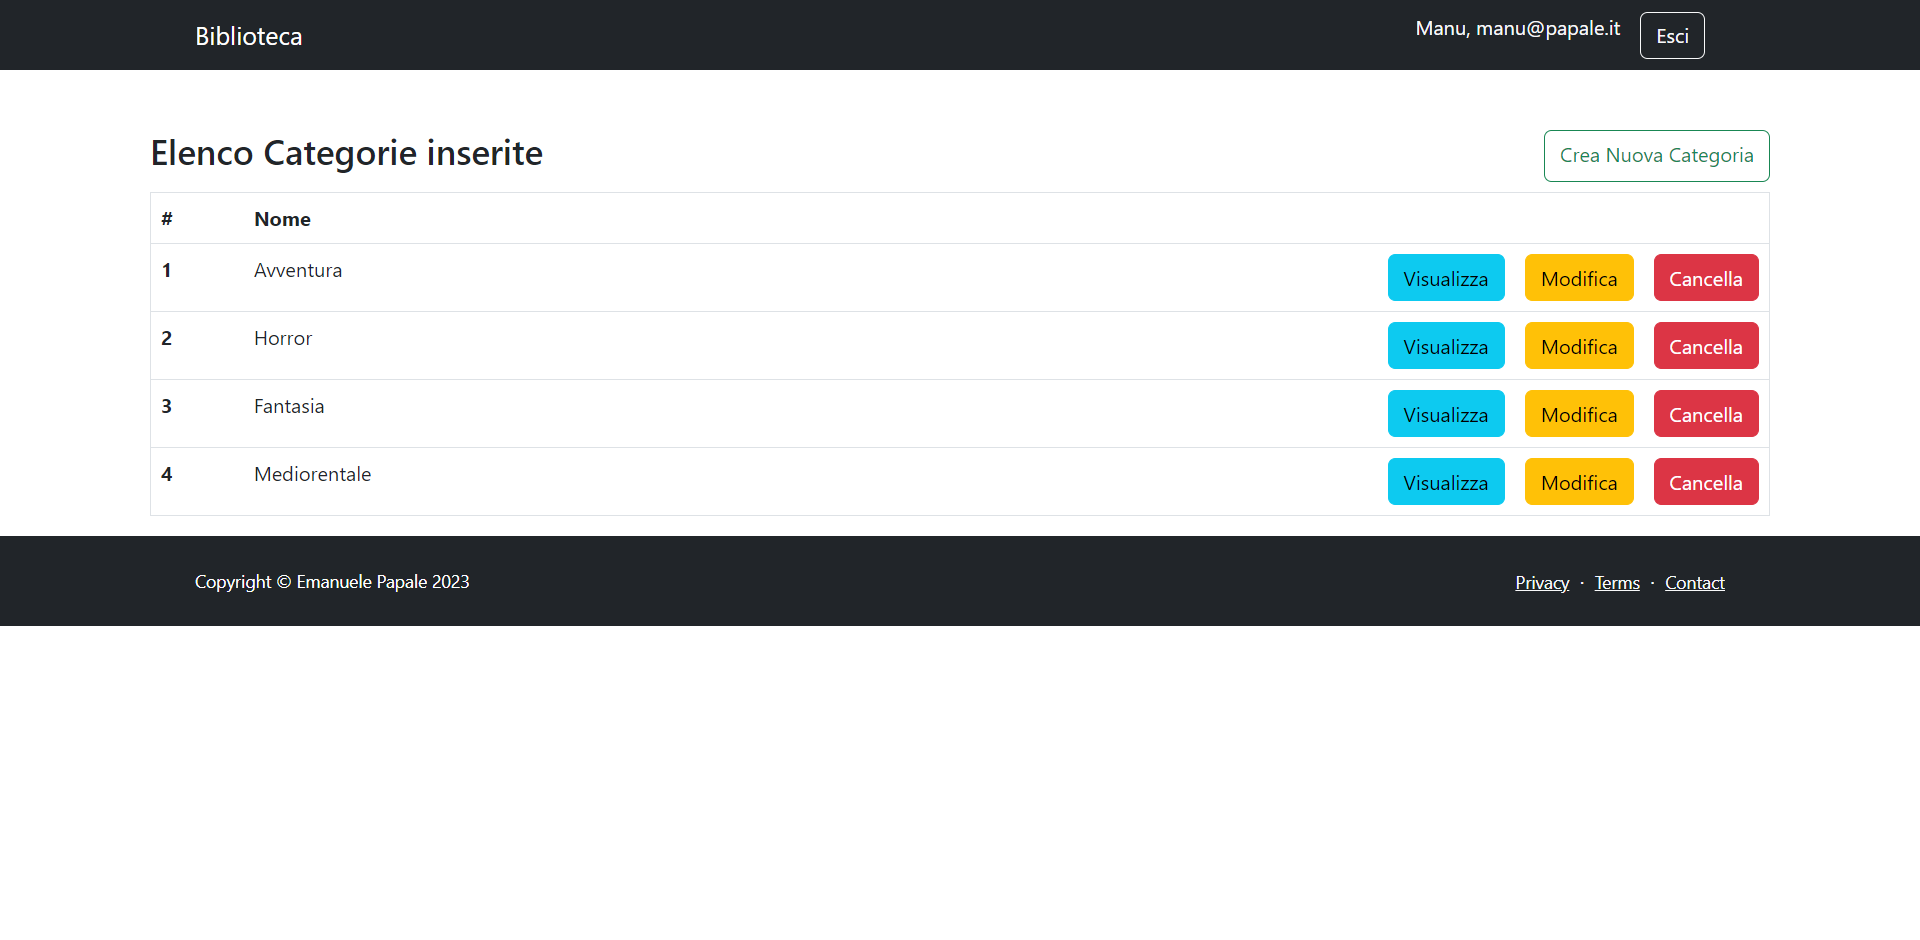 Biblioteca
Manu, manu@papale.it
Esci
Elenco Categorie inserite
Crea Nuova Categoria
# Nome
1 Avventura Visualizza Modifica Cancella
2 Horror Visualizza Modifica Cancella
3 Fantasia Visualizza Modifica Cancella
4 Mediorentale Visualizza Modifica Cancella
Copyright © Emanuele Papale 2023
Privacy · Terms · Contact